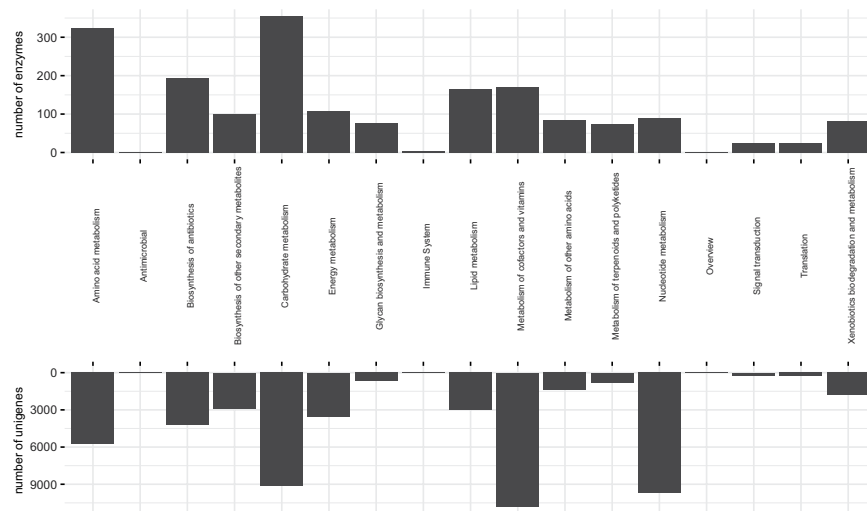 number of enzymes
300
200
100
0
Amino acid metabolism
Antimicrobial
Biosynthesis of antibiotics
Biosynthesis of other secondary metabolites
Carbohydrate metabolism
Energy metabolism
Glycan biosynthesis and metabolism
Immune System
Lipid metabolism
Metabolism of cofactors and vitamins
Metabolism of other amino acids
Metabolism of terpenoids and polyketides
Nucleotide metabolism
Overview
Signal transduction
Translation
Xenobiotics biodegradation and metabolism
number of unigenes
0
3000
6000
9000